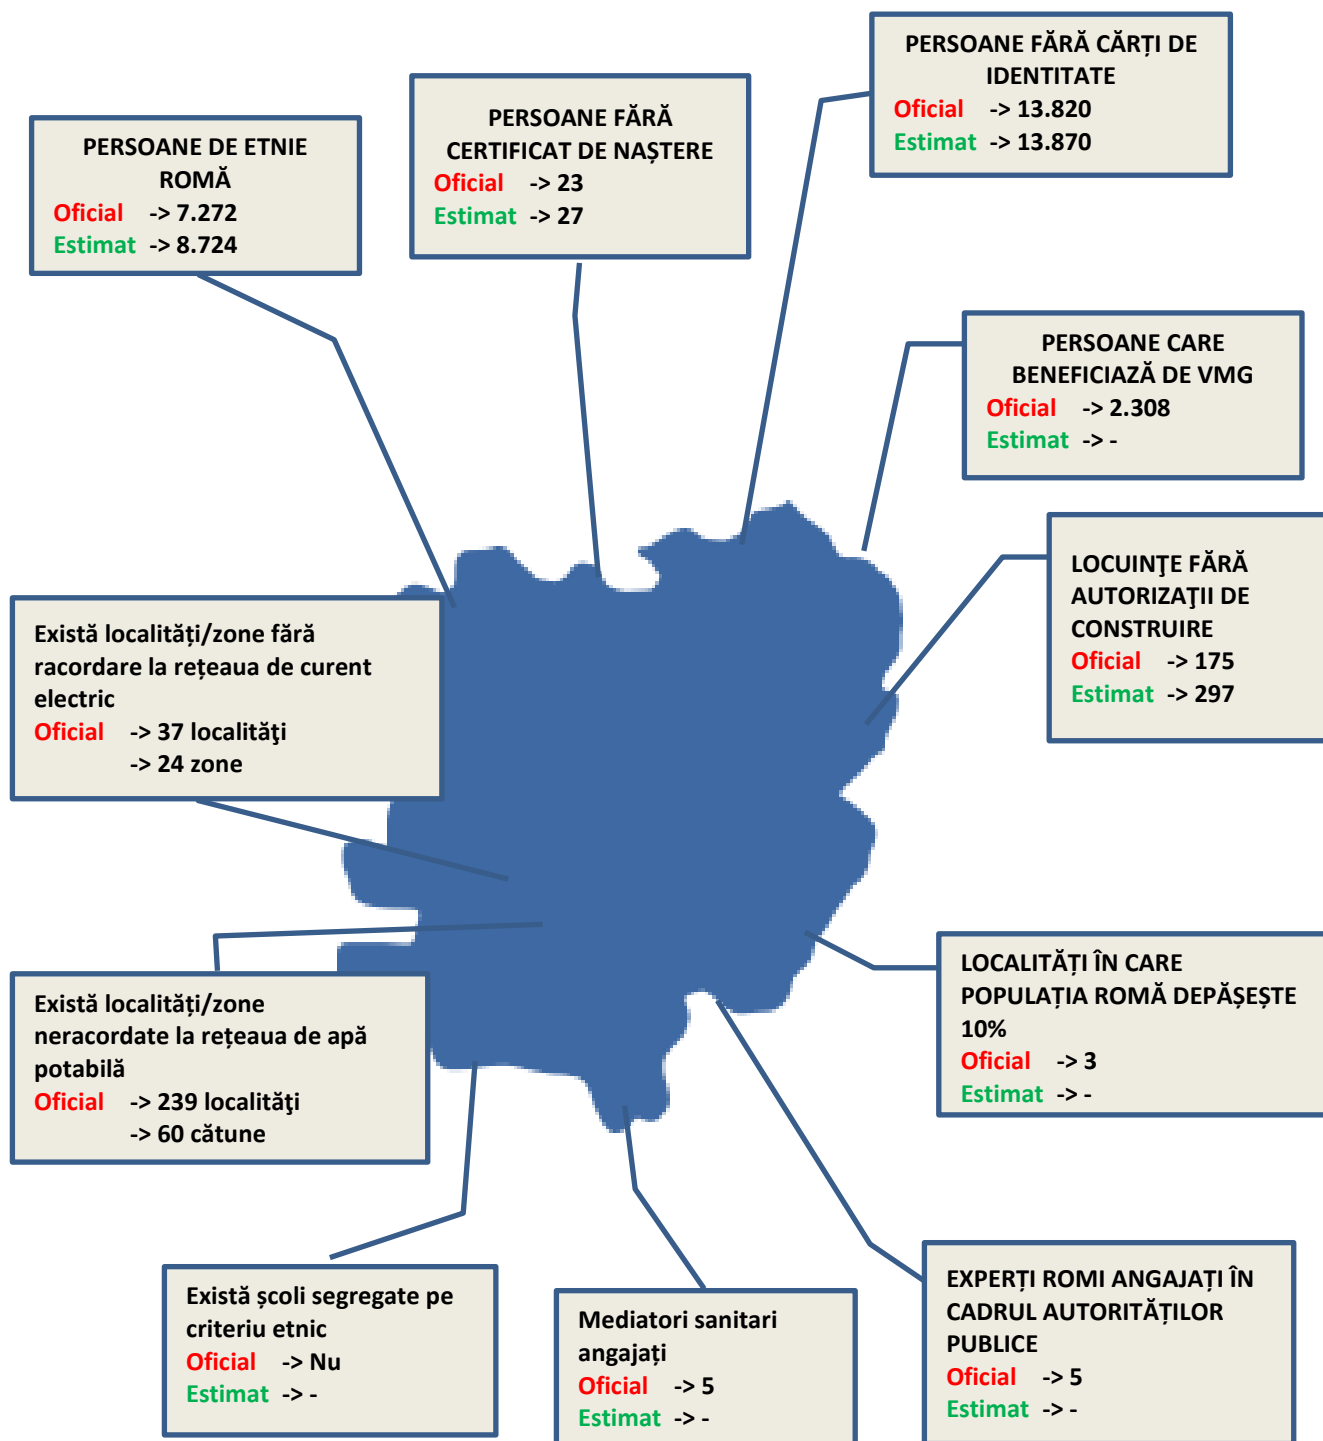 PERSOANE FĂRĂ CĂRȚI DE
IDENTITATE
Oficial -> 13.820
Estimat -> 13.870
PERSOANE FĂRĂ
CERTIFICAT DE NAȘTERE
Oficial -> 23
Estimat -> 27
PERSOANE DE ETNIE
ROMĂ
Oficial -> 7.272
Estimat -> 8.724
PERSOANE CARE
BENEFICIAZĂ DE VMG
Oficial -> 2.308
Estimat -> -
LOCUINŢE FĂRĂ
AUTORIZAŢII DE
CONSTRUIRE
Oficial -> 175
Estimat -> 297
Există localități/zone fără
racordare la rețeaua de curent
electric
Oficial -> 37 localităţi
-> 24 zone
LOCALITĂȚI ÎN CARE
POPULAȚIA ROMĂ DEPĂȘEȘTE
10%
Oficial -> 3
Estimat -> -
Există localități/zone
neracordate la rețeaua de apă
potabilă
Oficial -> 239 localităţi
-> 60 cătune
Există școli segregate pe
criteriu etnic
Oficial -> Nu
Estimat -> -
Mediatori sanitari
angajați
Oficial -> 5
Estimat -> -
EXPERȚI ROMI ANGAJAȚI ÎN
CADRUL AUTORITĂȚILOR
PUBLICE
Oficial -> 5
Estimat -> -